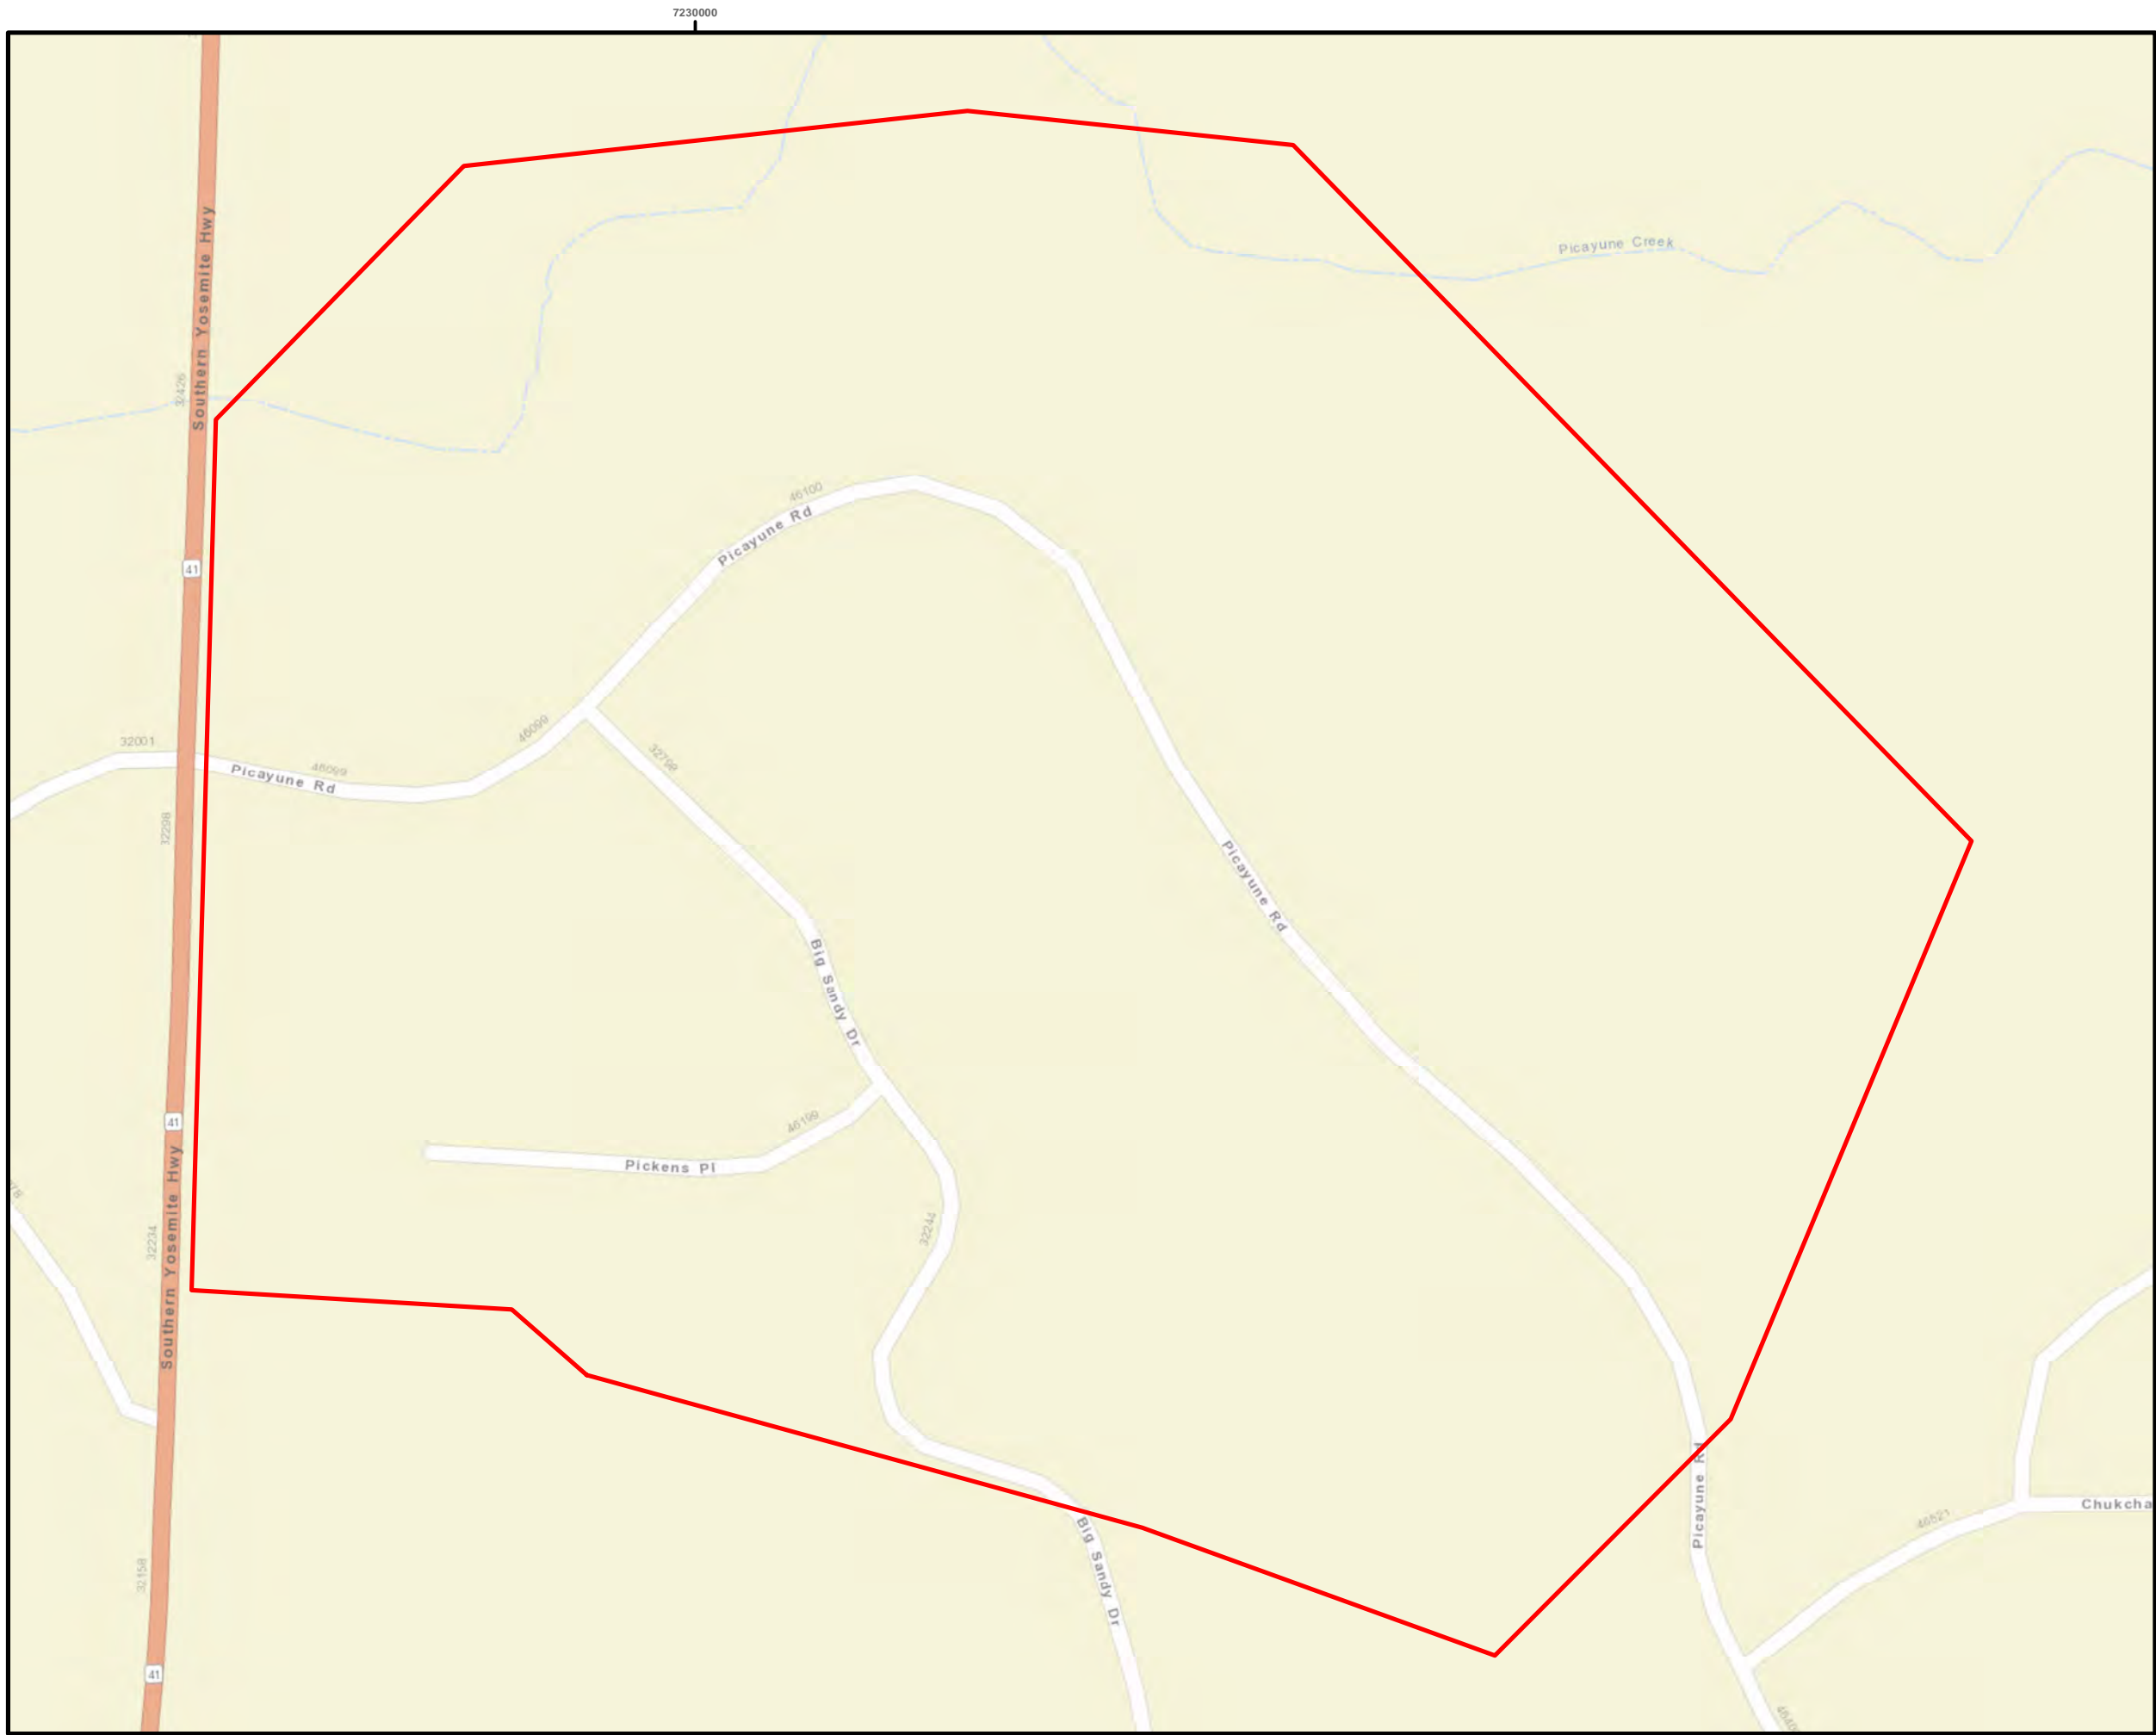 7230000
Southern Yosemite Hwy
Picayune Creek
32426
46100
Picayune Rd
41
46099
32798
32001
46099
Picayune Rd
32298
Picayune Rd
Big Sandy Dr
41
46199
Pickens Pl
32244
32234
Southern Yosemite Hwy
Picayune Rd
Chukcha
46521
Big Sandy Dr
32158
41